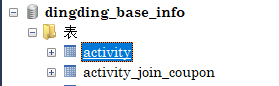 dingding_base_info
表
activity
activity_join_coupon